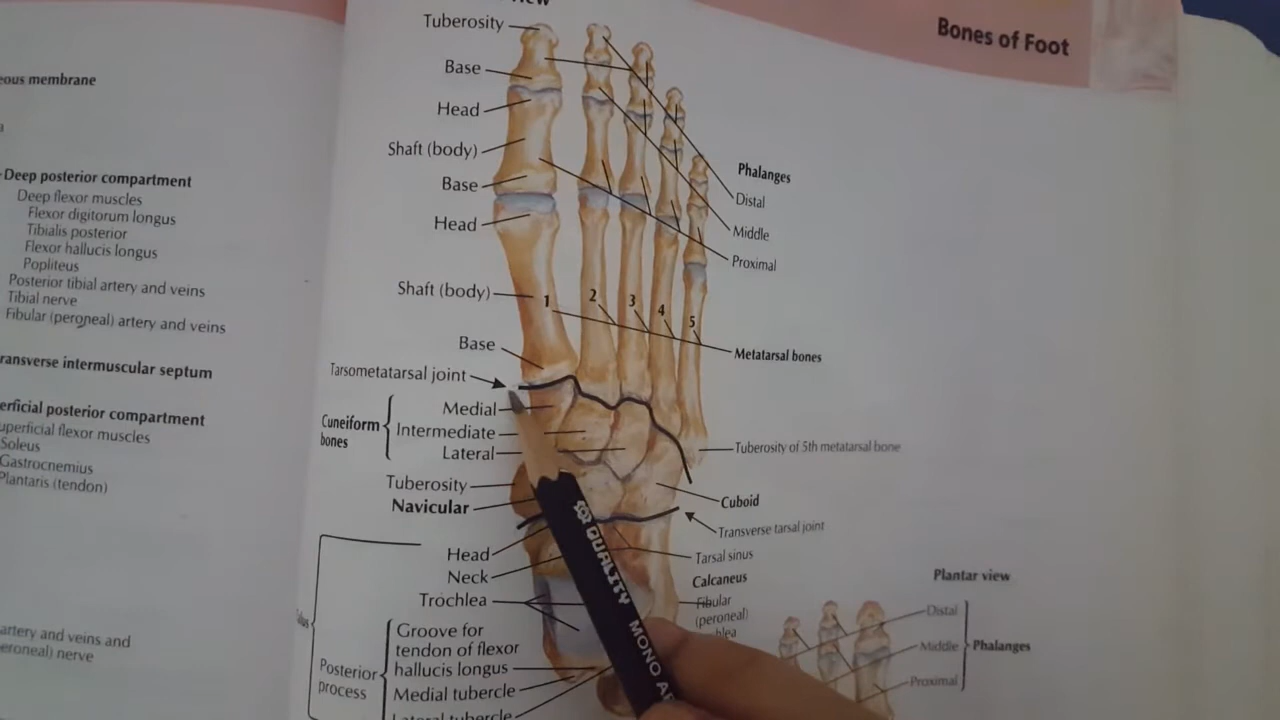 Bones of Foot
eous membrane
Deep posterior compartment
Deep flexor muscles
Flexor digitorum longus
Tibialis posterior
Flexor hallucis longus
Popliteus
Posterior tibial artery and veins
Tibial nerve
Fibular (peroneal) artery and veins
ransverse intermuscular septum
erficial posterior compartment
uperficial flexor muscles
Soleus
Gastrocnemius
Plantaris (tendon)
artery and veins and
eroneal) nerve
Tuberosity
Base
Head
Shaft (body)
Base
Head
Shaft (body)
Base
Tarsometatarsal joint
Cuneiform
bones
Medial
Intermediate
Lateral
Tuberosity
Navicular
Head
Neck
Trochlea
Posterior
process
Groove for
tendon of flexor
hallucis longus
Medial tubercle
Lateral tubercle
1
2
3
4
5
Phalanges
Distal
Middle
Proximal
Metatarsal bones
Tuberosity of 5th metatarsal bone
Cuboid
Transverse tarsal joint
Tarsal sinus
Calcaneus
Fibular
(peroneal)
hlea
Plantar view
Distal
Middle
Proximal
Phalanges
QUALITY MONO A